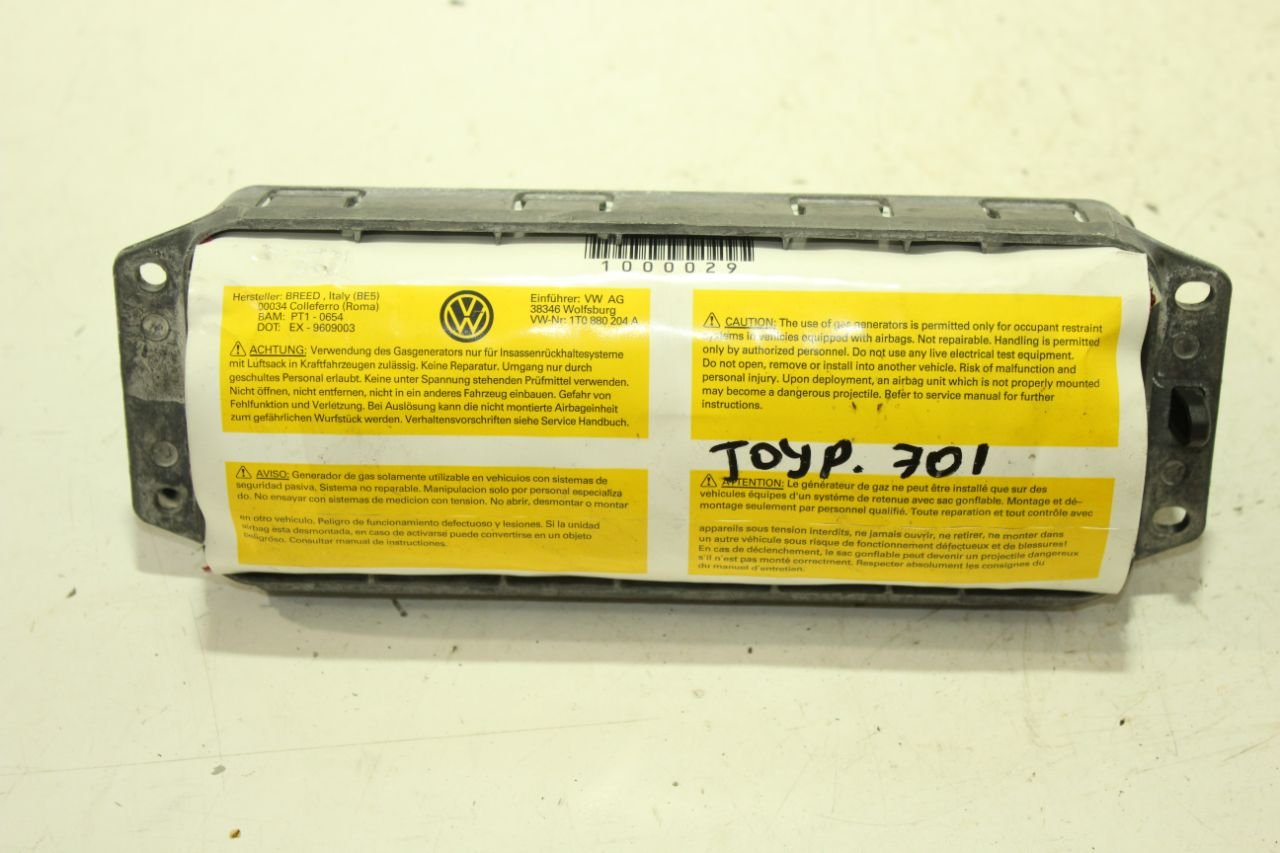 1000029
Hersteller: BREED, Italy (BE5)
00034 Colleferro (Roma)
BAM: PT1 - 0654
DOT: EX - 9609003
Einführer: VW AG
38346 Wolfsburg
VW-Nr: 1T0 880 204 A
ACHTUNG: Verwendung des Gasgenerators nur für Insassenrückhaltesysteme
mit Luftsack in Kraftfahrzeugen zulässig. Keine Reparatur. Umgang nur durch
geschultes Personal erlaubt. Keine unter Spannung stehenden Prüfmittel verwenden.
Nicht öffnen, nicht entfernen, nicht in ein anderes Fahrzeug einbauen. Gefahr von
Fehlfunktion und Verletzung. Bei Auslösung kann die nicht montierte Airbageinheit
zum gefährlichen Wurfstück werden. Verhaltensvorschriften siehe Service Handbuch.
CAUTION: The use of gas generators is permitted only for occupant restraint
systems in vehicles equipped with airbags. Not repairable. Handling is permitted
only by authorized personnel. Do not use any live electrical test equipment.
Do not open, remove or install into another vehicle. Risk of malfunction and
personal injury. Upon deployment, an airbag unit which is not properly mounted
may become a dangerous projectile. Refer to service manual for further
instructions.
TOYP. 701
AVISO: Generador de gas solamente utilizable en vehicuios con sistemas de
seguridad pasiva, Sistema no reparable. Manipulacion solo por personal especializa
do. No ensayar con sistemas de medicion con tension. No abrir, desmontar o montar
en otro vehiculo. Peligro de funcionamiento defectuoso y lesiones. Si la unidad
airbag ésta desmontada, en caso de activarse puede convertirse en un objeto
peligróso. Consultar manual de instrucciones.
ATTENTION: Le générateur de gaz ne peut être installé que sur des
vehicules équipes d'un systéme de retenue avec sac gonflable. Montage et dé-
montage seulement par personnel qualifié. Toute reparation et tout contrôle avec
appareils sous tension interdits, ne jamais ouvrir, ne retirer, ne monter dans
un autre véhicule sous risque de fonctionnement défectueux et de blessures!
En cas de déclenchement, le sac gonflable peut devenir un projectile dangereux
s'il n'est pas monté correctment. Respecter absolument les consignes du
du manuel d'entretien.